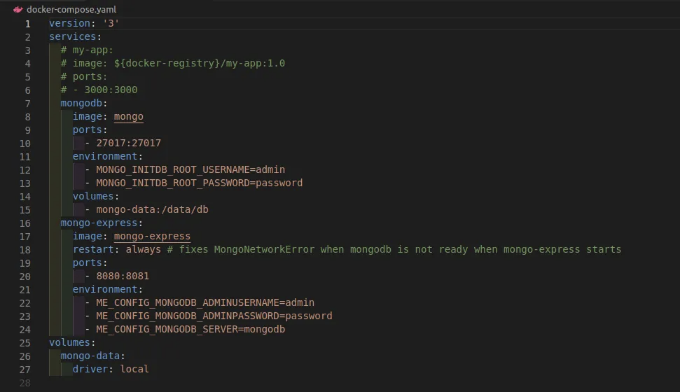 docker-compose.yaml
1 version: '3'
2 services:
3   # my-app:
4   # image: ${docker-registry}/my-app:1.0
5   # ports:
6   # - 3000:3000
7   mongodb:
8     image: mongo
9     ports:
10       - 27017:27017
11     environment:
12       - MONGO_INITDB_ROOT_USERNAME=admin
13       - MONGO_INITDB_ROOT_PASSWORD=password
14     volumes:
15       - mongo-data:/data/db
16   mongo-express:
17     image: mongo-express
18     restart: always # fixes MongoNetworkError when mongodb is not ready when mongo-express starts
19     ports:
20       - 8080:8081
21     environment:
22       - ME_CONFIG_MONGODB_ADMINUSERNAME=admin
23       - ME_CONFIG_MONGODB_ADMINPASSWORD=password
24       - ME_CONFIG_MONGODB_SERVER=mongodb
25 volumes:
26   mongo-data:
27     driver: local
28